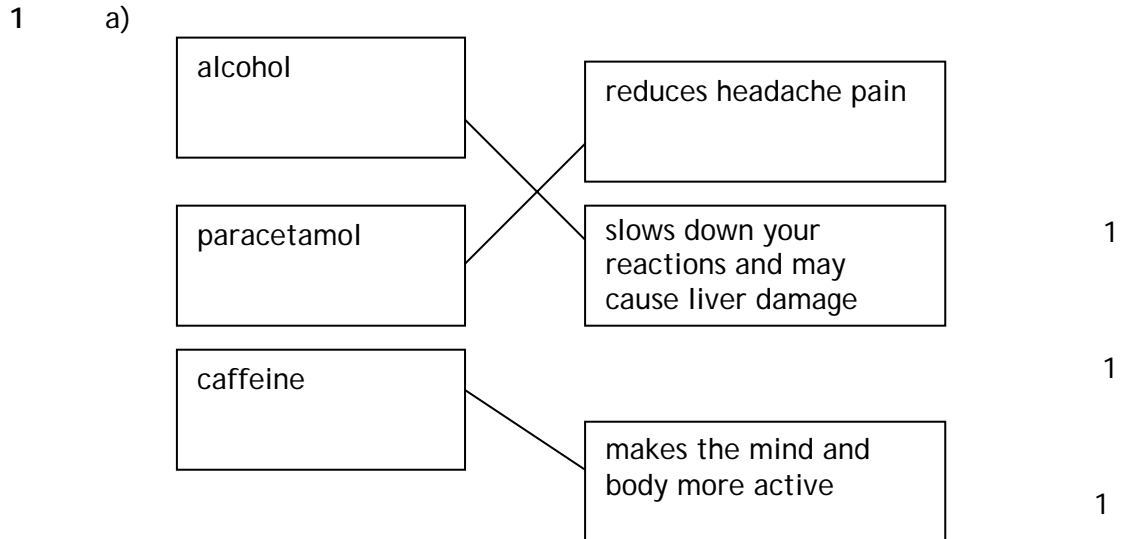 1 a)
alcohol
reduces headache pain
paracetamol
slows down your
reactions and may
cause liver damage
1
caffeine
1
makes the mind and
body more active
1